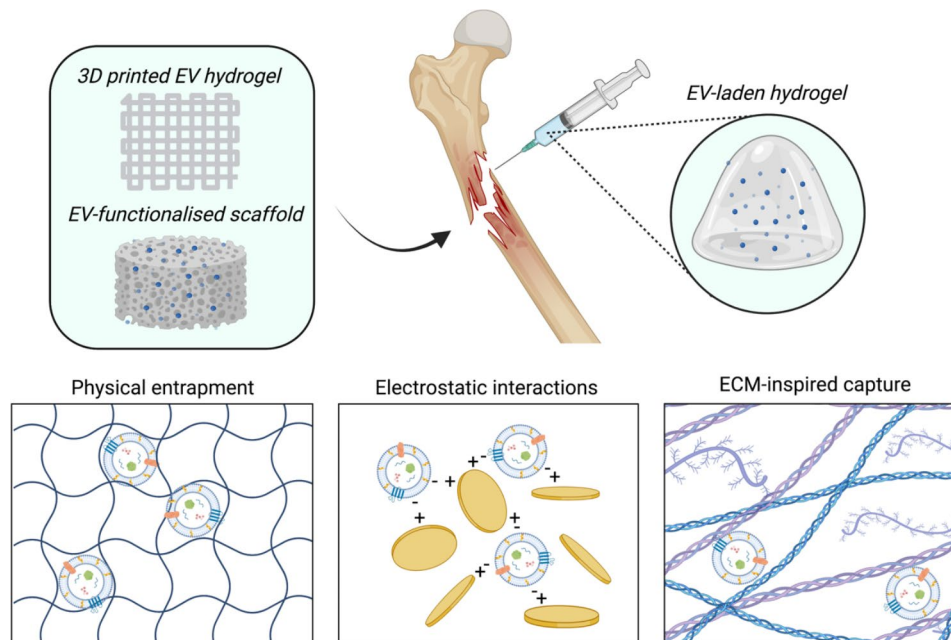 3D printed EV hydrogel
EV-functionalised scaffold
EV-laden hydrogel
Physical entrapment
Electrostatic interactions
ECM-inspired capture